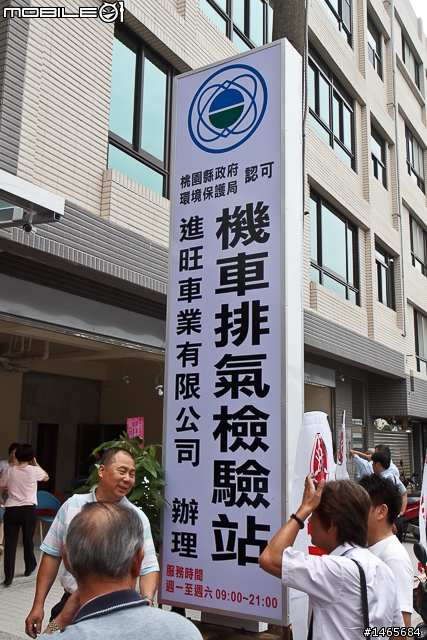 mobile01
桃園縣政府
環境保護局
認可
機車排氣檢驗站
進旺車業有限公司 辦理
服務時間
週一至週六 09:00~21:00
#1465684